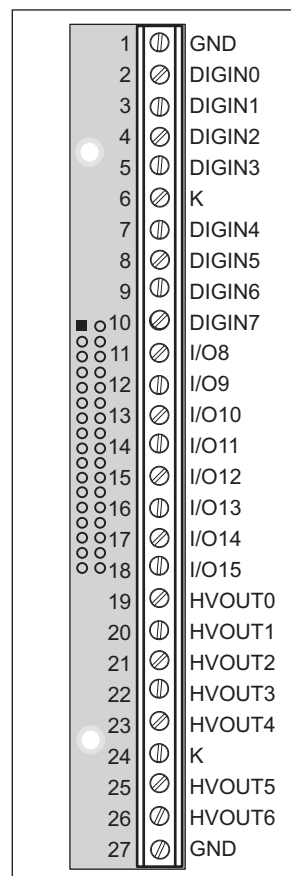 1 GND
2 DIGIN0
3 DIGIN1
4 DIGIN2
5 DIGIN3
6 K
7 DIGIN4
8 DIGIN5
9 DIGIN6
10 DIGIN7
11 I/O8
12 I/O9
13 I/O10
14 I/O11
15 I/O12
16 I/O13
17 I/O14
18 I/O15
19 HVOUT0
20 HVOUT1
21 HVOUT2
22 HVOUT3
23 HVOUT4
24 K
25 HVOUT5
26 HVOUT6
27 GND